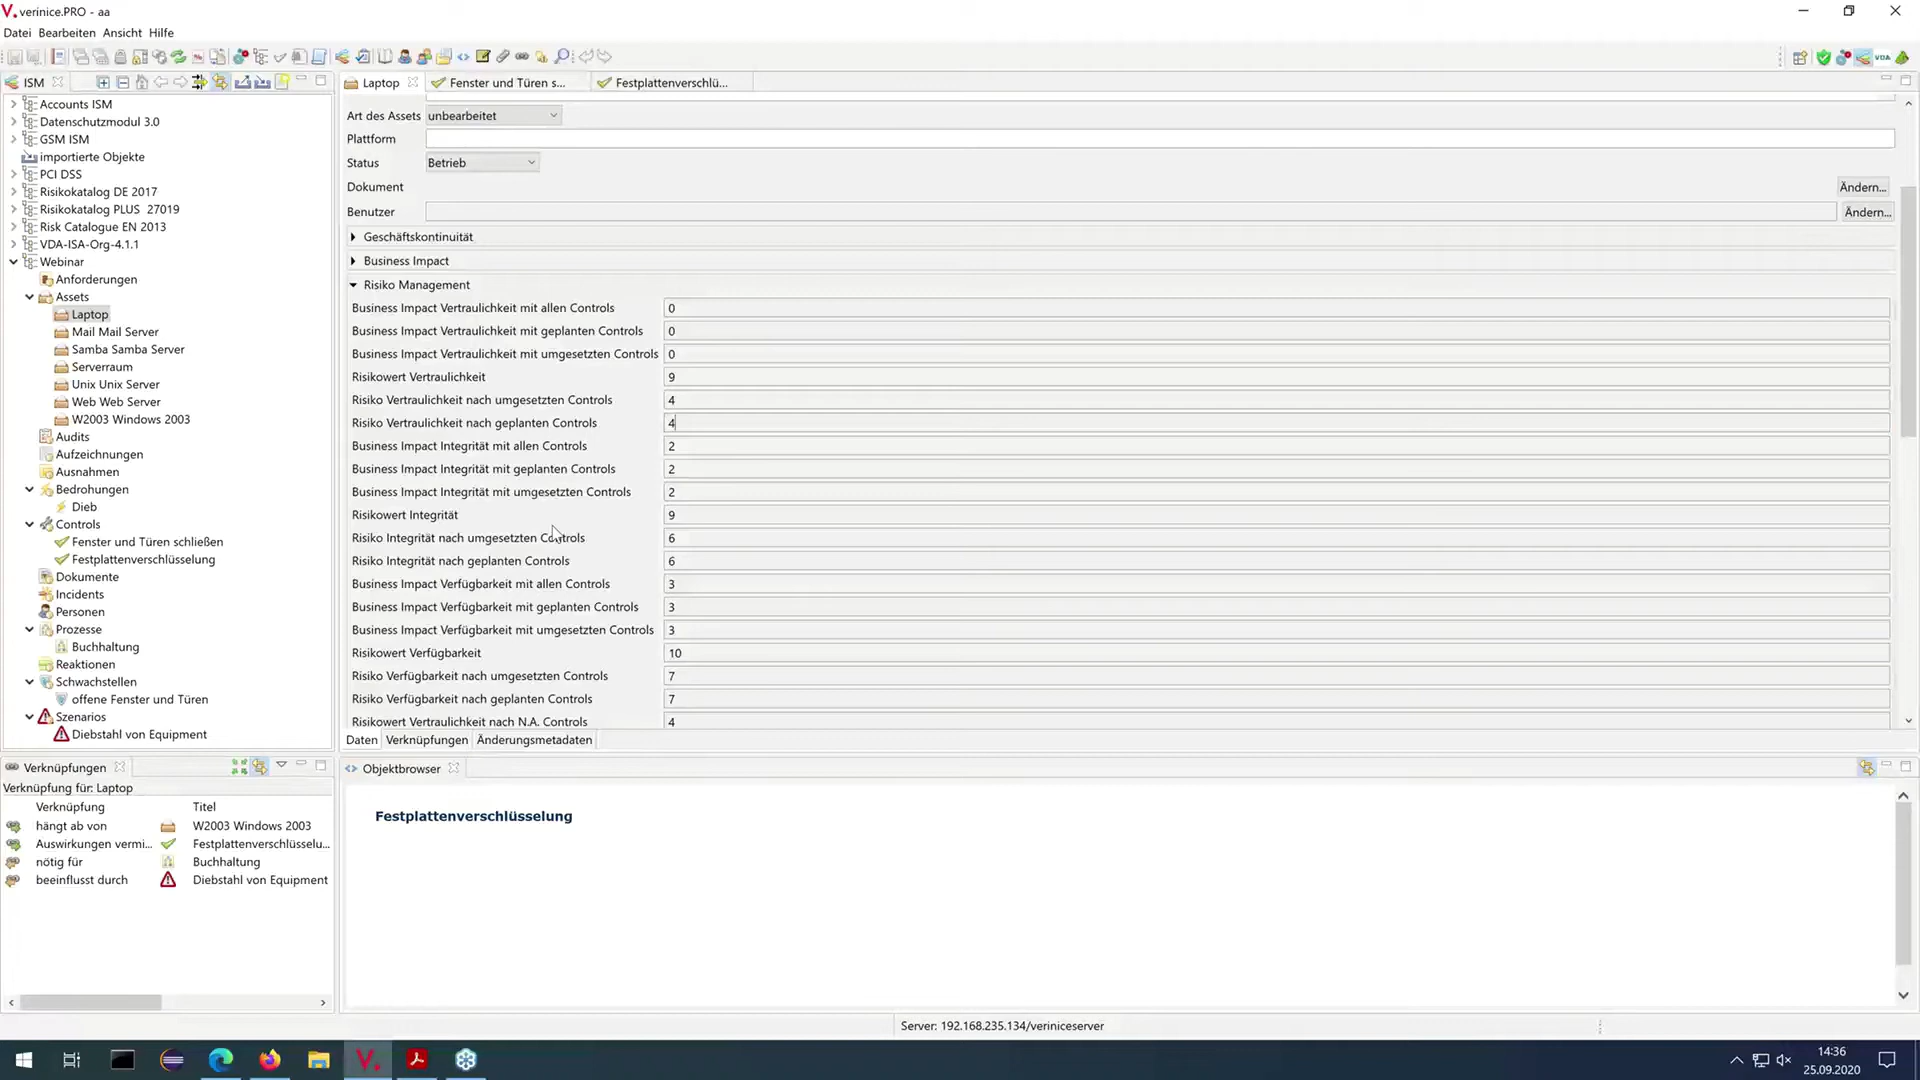 verinice.PRO - aa
Datei Bearbeiten Ansicht Hilfe
VDA
ISM
Accounts ISM
Datenschutzmodul 3.0
GSM ISM
importierte Objekte
PCI DSS
Risikokatalog DE 2017
Risikokatalog PLUS 27019
Risk Catalogue EN 2013
VDA-ISA-Org-4.1.1
Webinar
Anforderungen
Assets
Laptop
Mail Mail Server
Samba Samba Server
Serverraum
Unix Unix Server
Web Web Server
W2003 Windows 2003
Audits
Aufzeichnungen
Ausnahmen
Bedrohungen
Dieb
Controls
Fenster und Türen schließen
Festplattenverschlüsselung
Dokumente
Incidents
Personen
Prozesse
Buchhaltung
Reaktionen
Schwachstellen
offene Fenster und Türen
Szenarios
Diebstahl von Equipment
Laptop Fenster und Türen s... Festplattenverschlü...
Art des Assets unbearbeitet
Plattform
Status Betrieb
Dokument Ändern...
Benutzer Ändern...
Geschäftskontinuität
Business Impact
Risiko Management
Business Impact Vertraulichkeit mit allen Controls 0
Business Impact Vertraulichkeit mit geplanten Controls 0
Business Impact Vertraulichkeit mit umgesetzten Controls 0
Risikowert Vertraulichkeit 9
Risiko Vertraulichkeit nach umgesetzten Controls 4
Risiko Vertraulichkeit nach geplanten Controls 4
Business Impact Integrität mit allen Controls 2
Business Impact Integrität mit geplanten Controls 2
Business Impact Integrität mit umgesetzten Controls 2
Risikowert Integrität 9
Risiko Integrität nach umgesetzten Controls 6
Risiko Integrität nach geplanten Controls 6
Business Impact Verfügbarkeit mit allen Controls 3
Business Impact Verfügbarkeit mit geplanten Controls 3
Business Impact Verfügbarkeit mit umgesetzten Controls 3
Risikowert Verfügbarkeit 10
Risiko Verfügbarkeit nach umgesetzten Controls 7
Risiko Verfügbarkeit nach geplanten Controls 7
Risikowert Vertraulichkeit nach N.A. Controls 4
Daten Verknüpfungen Änderungsmetadaten
Verknüpfungen
Verknüpfung für: Laptop
Verknüpfung Titel
hängt ab von W2003 Windows 2003
Auswirkungen vermi... Festplattenverschlüsselu...
nötig für Buchhaltung
beeinflusst durch Diebstahl von Equipment
Objektbrowser
Festplattenverschlüsselung
Server: 192.168.235.134/veriniceserver
14:36
25.09.2020